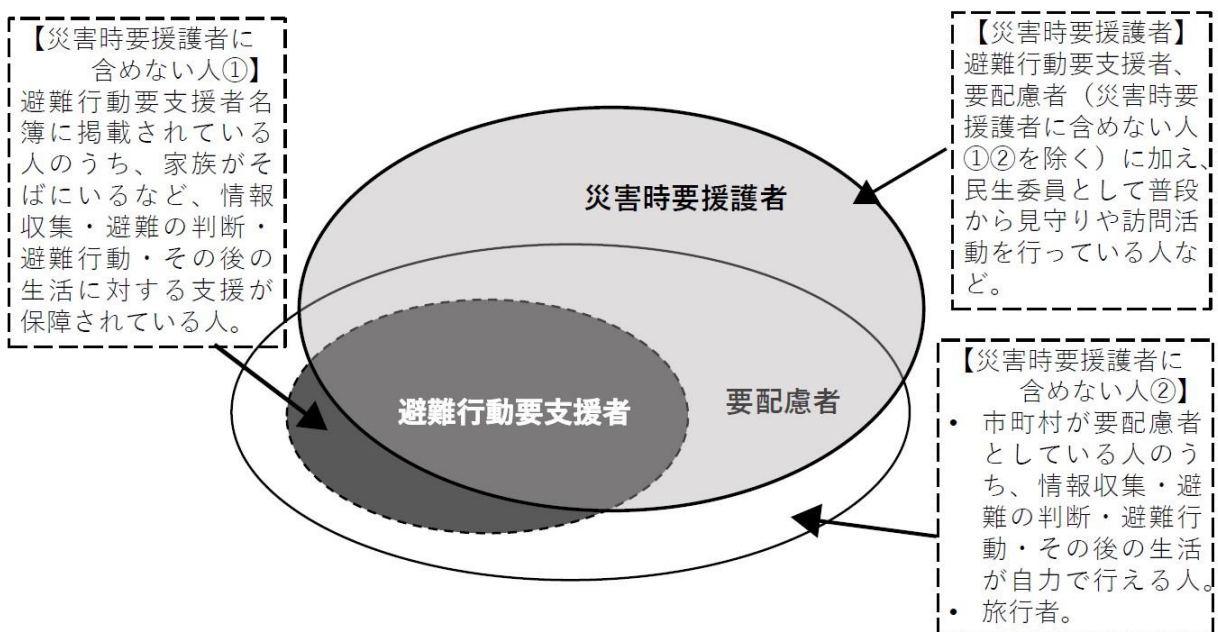 【災害時要援護者に
含めない人①】
避難行動要支援者名
簿に掲載されている
人のうち、家族がそ
ばにいるなど、情報
収集・避難の判断・
避難行動・その後の
生活に対する支援が
保障されている人。
災害時要援護者
避難行動要支援者
要配慮者
【災害時要援護者】
避難行動要支援者、
要配慮者（災害時要
援護者に含めない人
①②を除く）に加え、
民生委員として普段
から見守りや訪問活
動を行っている人な
ど。
【災害時要援護者に
含めない人②】
• 市町村が要配慮者
としている人のう
ち、情報収集・避
難の判断・避難行
動・その後の生活
が自力で行える人。
• 旅行者。